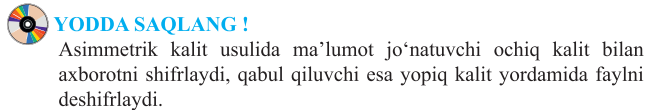 YODDA SAQLANG !
Asimmetrik kalit usulida ma’lumot jo‘natuvchi ochiq kalit bilan
axborotni shifrlaydi, qabul qiluvchi esa yopiq kalit yordamida faylni
deshifrlaydi.